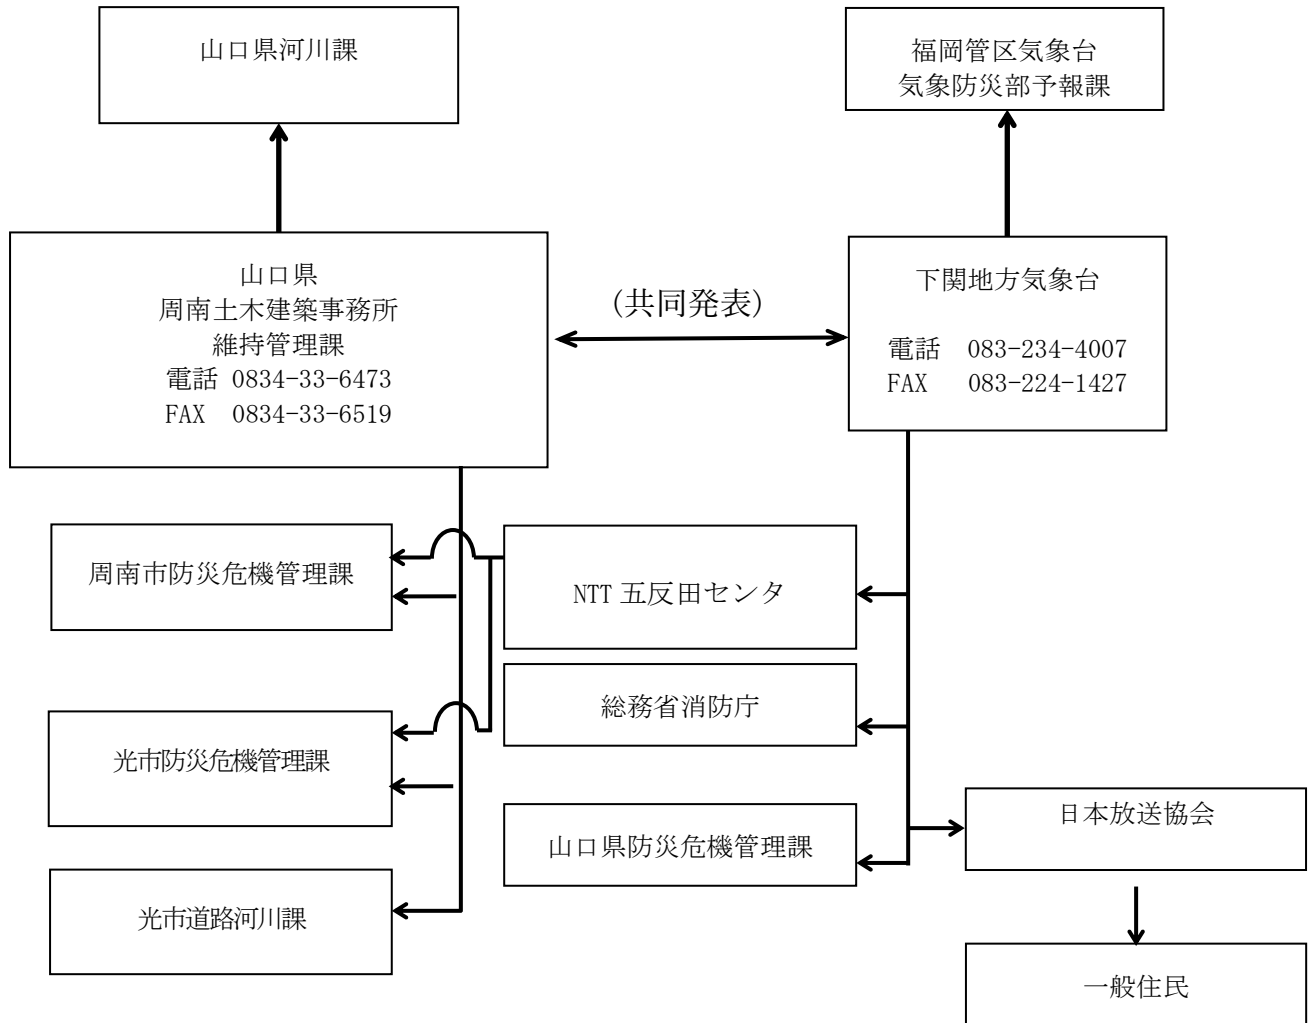 山口県河川課
福岡管区気象台
気象防災部予報課
山口県
周南土木建築事務所
維持管理課
電話 0834-33-6473
FAX 0834-33-6519
(共同発表)
下関地方気象台
電話 083-234-4007
FAX 083-224-1427
周南市防災危機管理課
NTT 五反田センタ
総務省消防庁
光市防災危機管理課
山口県防災危機管理課
日本放送協会
光市道路河川課
一般住民